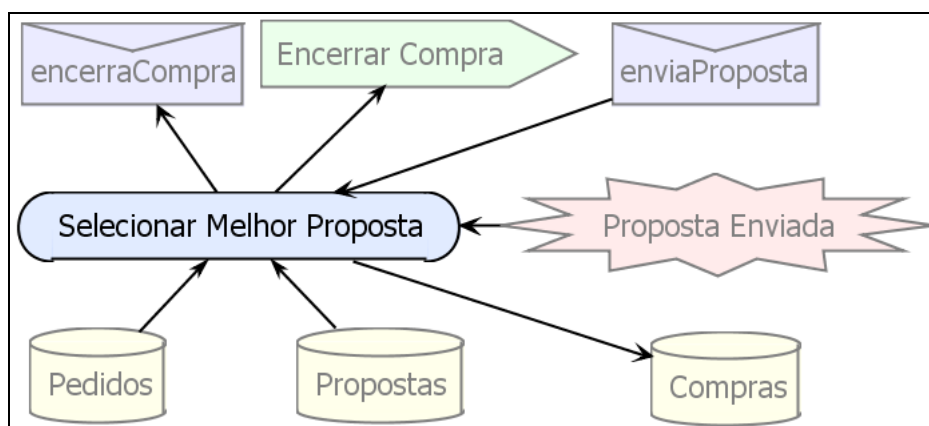 encerraCompra
Encerrar Compra
enviaProposta
Selecionar Melhor Proposta
Proposta Enviada
Pedidos
Propostas
Compras